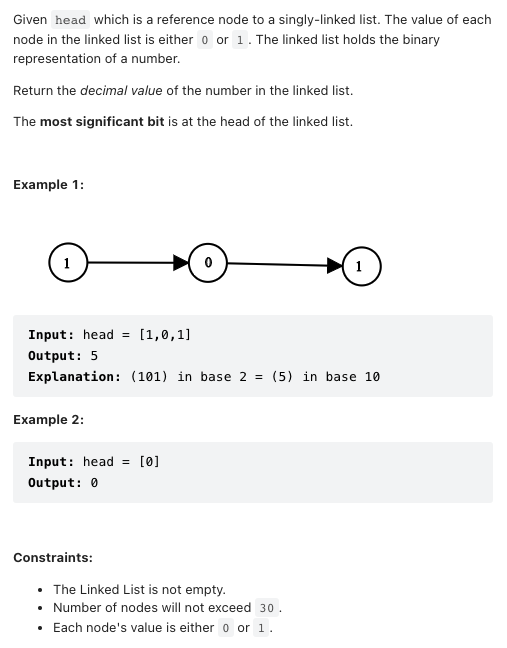 Given head which is a reference node to a singly-linked list. The value of each
node in the linked list is either 0 or 1. The linked list holds the binary
representation of a number.
Return the decimal value of the number in the linked list.
The most significant bit is at the head of the linked list.
Example 1:
1 0 1
Input: head = [1,0,1]
Output: 5
Explanation: (101) in base 2 = (5) in base 10
Example 2:
Input: head = [0]
Output: 0
Constraints:
• The Linked List is not empty.
• Number of nodes will not exceed 30.
• Each node's value is either 0 or 1.